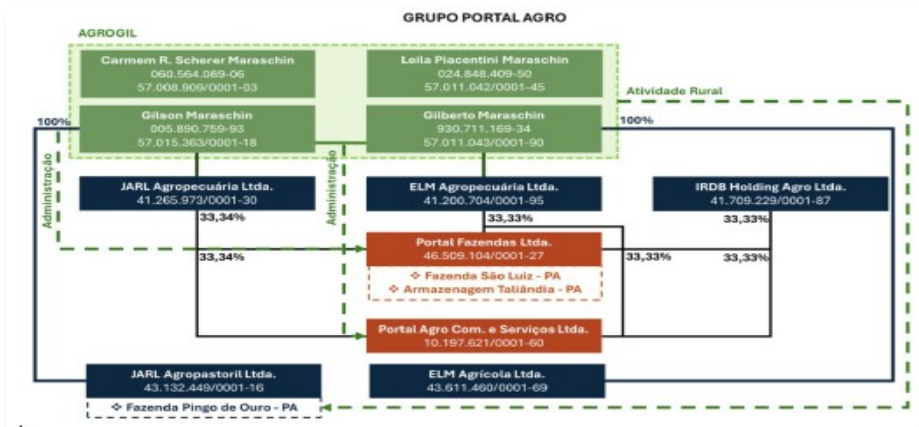 GRUPO PORTAL AGRO
AGROGIL
Carmem R. Scherer Maraschin
060.564.089-06
57.008.909/0001-03
Leila Piacentini Maraschin
024.848.409-50
57.011.042/0001-45
Atividade Rural
100%
Gilson Maraschin
005.890.759-93
57.015.363/0001-18
Gilberto Maraschin
930.711.169-34
57.011.043/0001-90
100%
Administração
Administração
JARL Agropecuária Ltda.
41.265.973/0001-30
ELM Agropecuária Ltda.
41.200.704/0001-95
IRDB Holding Agro Ltda.
41.709.229/0001-87
33,34%
33,33%
33,33%
Portal Fazendas Ltda.
46.509.104/0001-27
33,34%
33,33%
33,33%
❖ Fazenda São Luiz - PA
❖ Armazenagem Tailândia - PA
Portal Agro Com. e Serviços Ltda.
10.197.621/0001-60
JARL Agropastoril Ltda.
43.132.449/0001-16
ELM Agrícola Ltda.
43.611.460/0001-69
❖ Fazenda Pingo de Ouro - PA